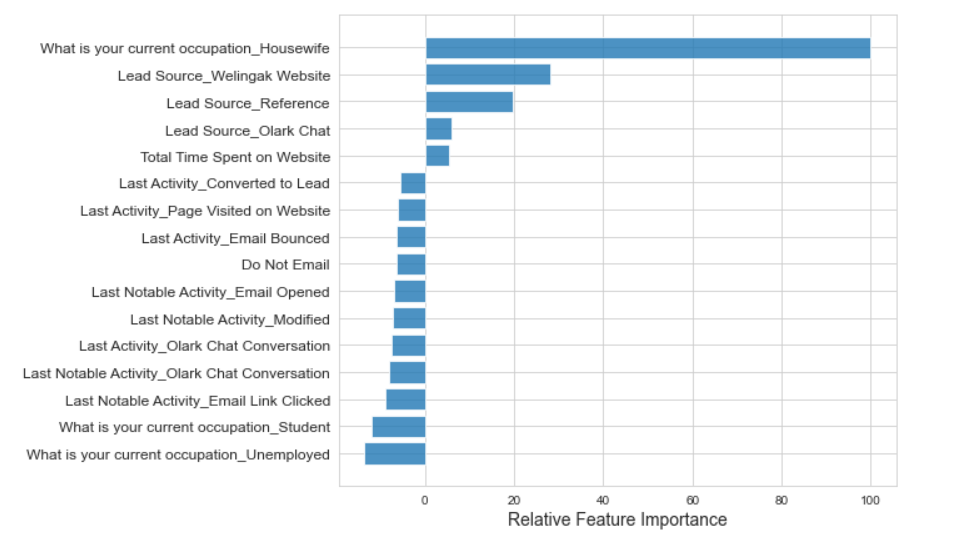 What is your current occupation_Housewife
Lead Source_Welingak Website
Lead Source_Reference
Lead Source_Olark Chat
Total Time Spent on Website
Last Activity_Converted to Lead
Last Activity_Page Visited on Website
Last Activity_Email Bounced
Do Not Email
Last Notable Activity_Email Opened
Last Notable Activity_Modified
Last Activity_Olark Chat Conversation
Last Notable Activity_Olark Chat Conversation
Last Notable Activity_Email Link Clicked
What is your current occupation_Student
What is your current occupation_Unemployed
0 20 40 60 80 100
Relative Feature Importance